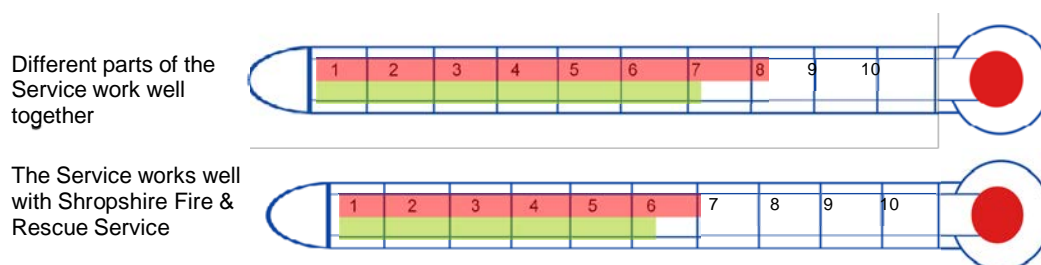 Different parts of the
Service work well
together
1 2 3 4 5 6 7 8 9 10
The Service works well
with Shropshire Fire &
Rescue Service
1 2 3 4 5 6 7 8 9 10